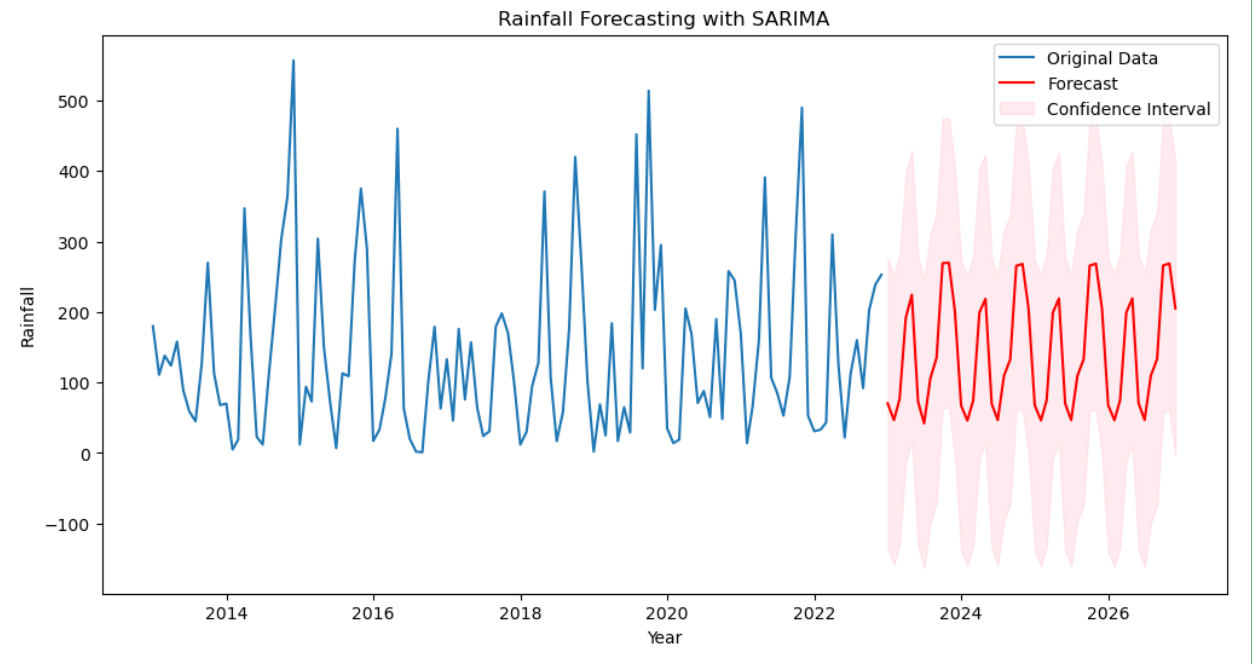 Rainfall Forecasting with SARIMA
Original Data
Forecast
Confidence Interval
500
400
300
200
100
0
−100
Rainfall
2014 2016 2018 2020 2022 2024 2026
Year